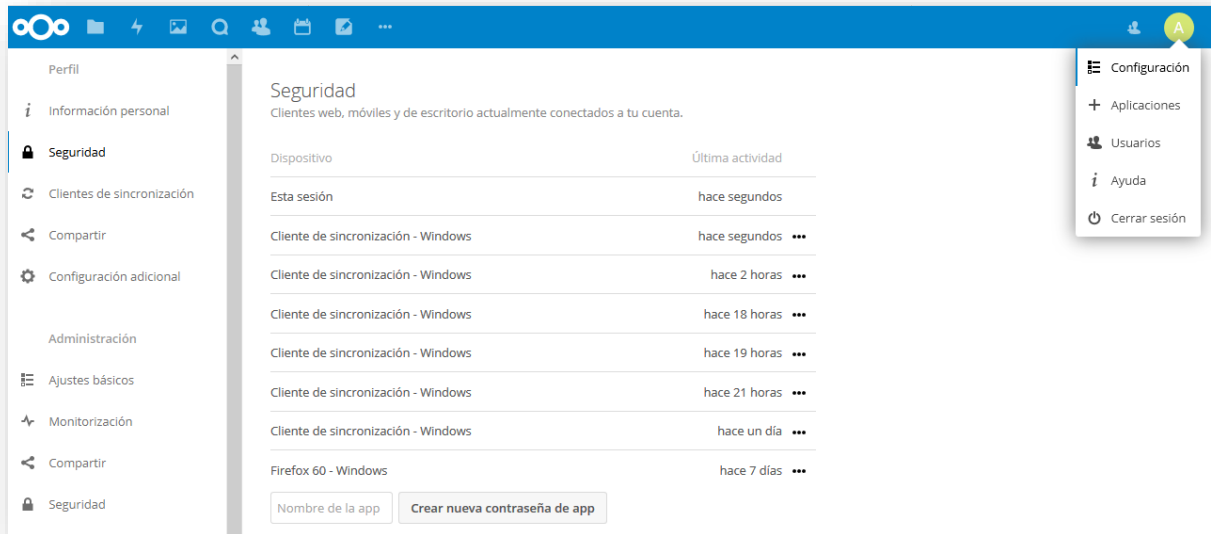 A
Perfil
Información personal
Seguridad
Clientes de sincronización
Compartir
Configuración adicional
Administración
Ajustes básicos
Monitorización
Compartir
Seguridad
Seguridad
Clientes web, móviles y de escritorio actualmente conectados a tu cuenta.
Dispositivo Última actividad
Esta sesión hace segundos
Cliente de sincronización - Windows hace segundos
Cliente de sincronización - Windows hace 2 horas
Cliente de sincronización - Windows hace 18 horas
Cliente de sincronización - Windows hace 19 horas
Cliente de sincronización - Windows hace 21 horas
Cliente de sincronización - Windows hace un día
Firefox 60 - Windows hace 7 días
Nombre de la app Crear nueva contraseña de app
Configuración
Aplicaciones
Usuarios
Ayuda
Cerrar sesión